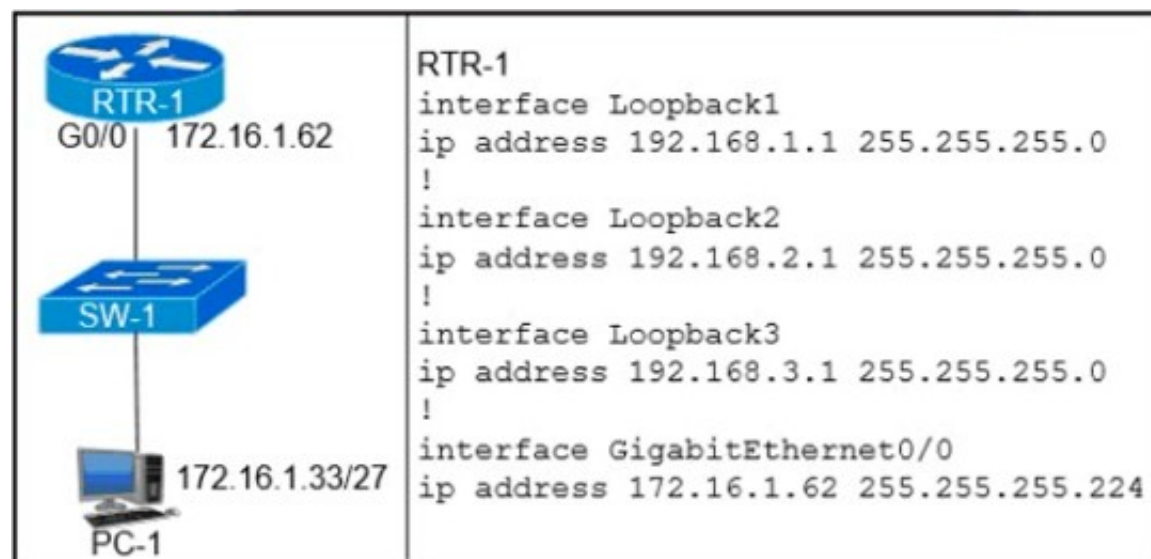 RTR-1
G0/0 172.16.1.62
SW-1
172.16.1.33/27
PC-1
RTR-1
interface Loopback1
ip address 192.168.1.1 255.255.255.0
!
interface Loopback2
ip address 192.168.2.1 255.255.255.0
!
interface Loopback3
ip address 192.168.3.1 255.255.255.0
!
interface GigabitEthernet0/0
ip address 172.16.1.62 255.255.255.224